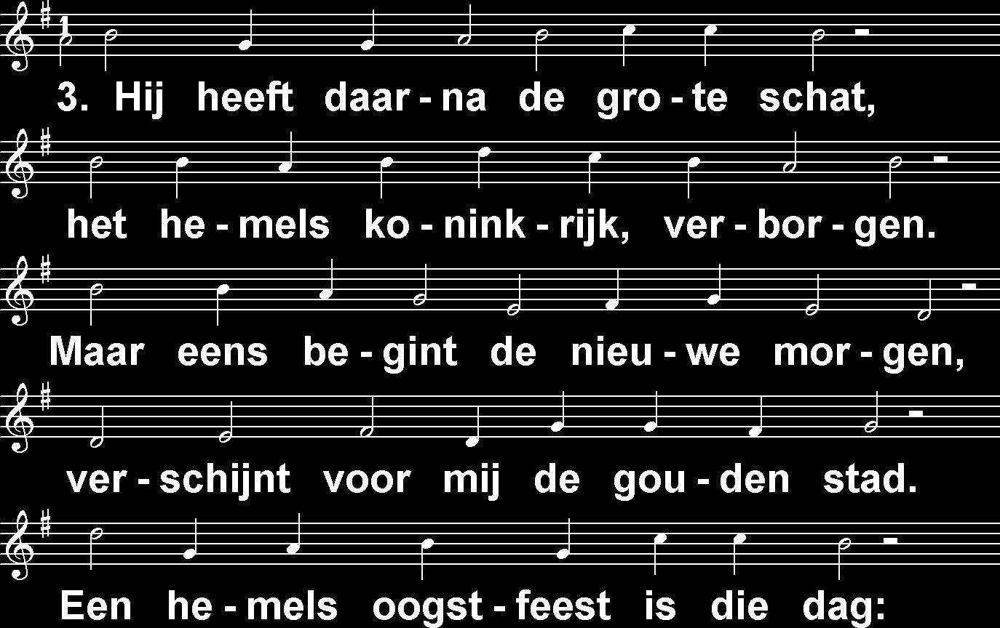 3. Hij heeft daar - na de gro - te schat,
het he - mels ko - nink - rijk, ver - bor - gen.
Maar eens be - gint de nieu - we mor - gen,
ver - schijnt voor mij de gou - den stad.
Een he - mels oogst - feest is die dag: